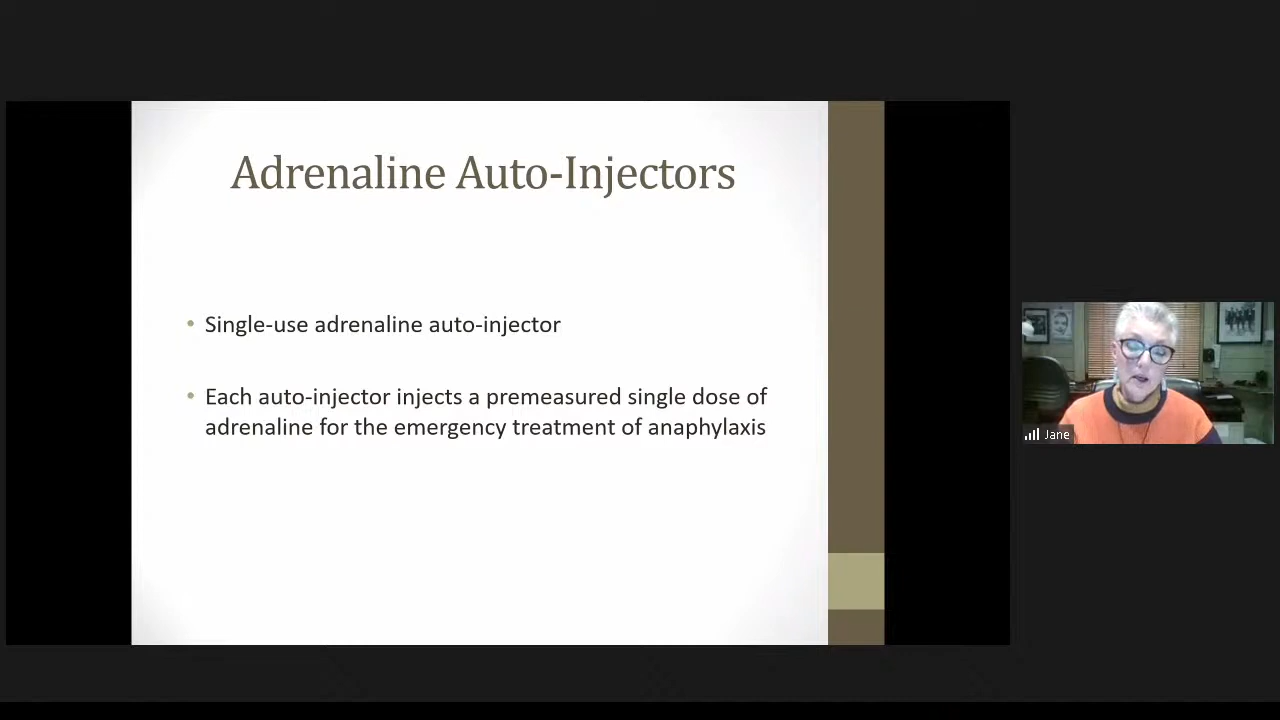 Adrenaline Auto-Injectors
• Single-use adrenaline auto-injector
• Each auto-injector injects a premeasured single dose of
adrenaline for the emergency treatment of anaphylaxis
Jane